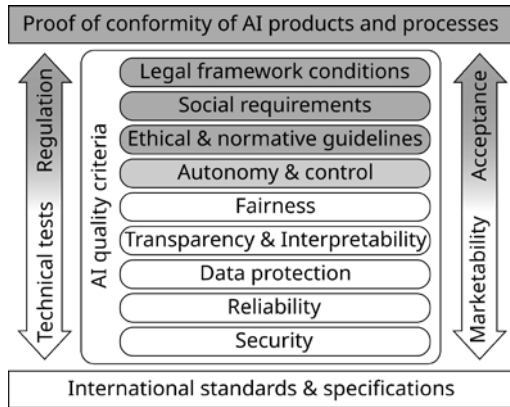 Proof of conformity of AI products and processes
Technical tests Regulation
AI quality criteria
Legal framework conditions
Social requirements
Ethical & normative guidelines
Autonomy & control
Fairness
Transparency & Interpretability
Data protection
Reliability
Security
Marketability Acceptance
International standards & specifications